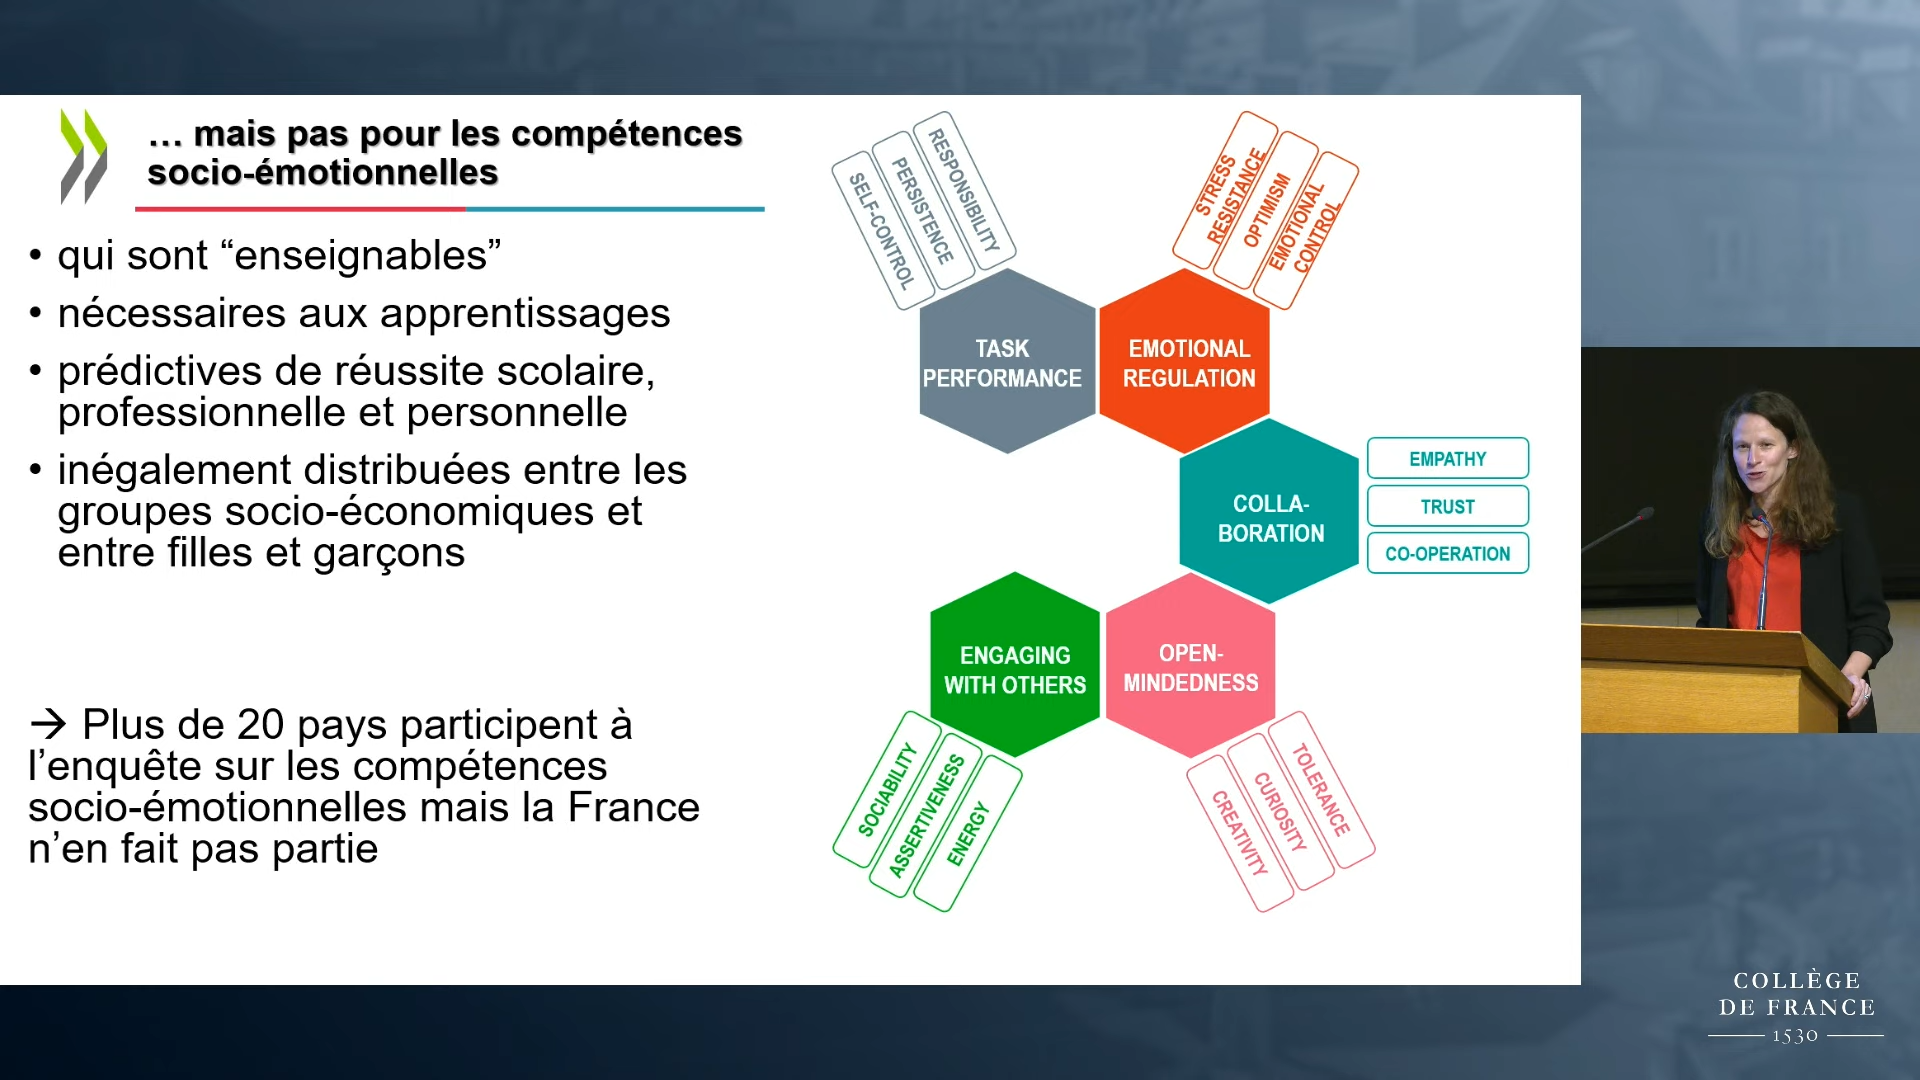 … mais pas pour les compétences
socio-émotionnelles
• qui sont “enseignables”
• nécessaires aux apprentissages
• prédictives de réussite scolaire,
professionnelle et personnelle
• inégalement distribuées entre les
groupes socio-économiques et
entre filles et garçons
→ Plus de 20 pays participent à
l’enquête sur les compétences
socio-émotionnelles mais la France
n’en fait pas partie
SELF-CONTROL
PERSISTENCE
RESPONSIBILITY
TASK
PERFORMANCE
STRESS
RESISTANCE
OPTIMISM
EMOTIONAL
CONTROL
EMOTIONAL
REGULATION
COLLA-
BORATION
EMPATHY
TRUST
CO-OPERATION
ENGAGING
WITH OTHERS
SOCIABILITY
ASSERTIVENESS
ENERGY
OPEN-
MINDEDNESS
CREATIVITY
CURIOSITY
TOLERANCE
COLLÈGE
DE FRANCE
1530